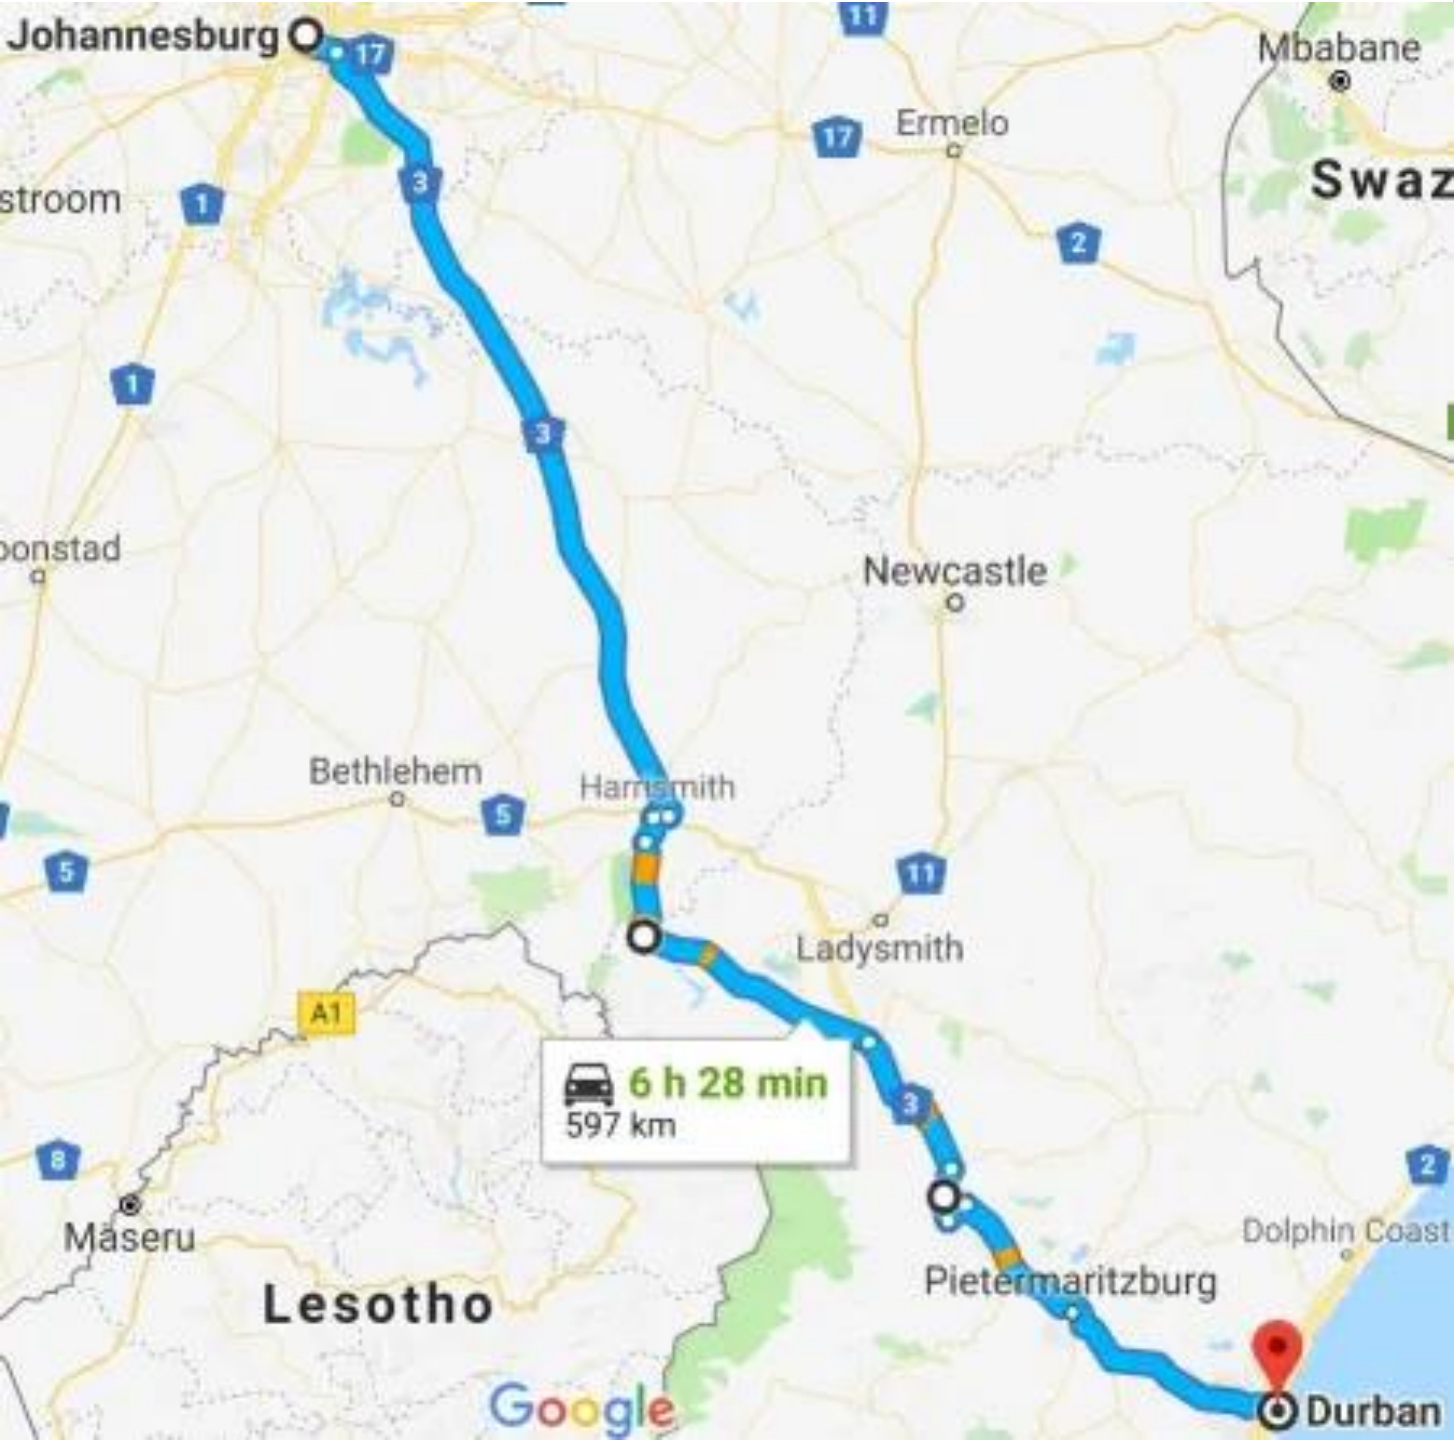 11
Johannesburg
17
Mbabane
Ermelo
17
3
Swaz
stroom
1
2
1
3
oonstad
Newcastle
Bethlehem
Harrismith
5
5
11
Ladysmith
A1
6 h 28 min
597 km
3
8
2
Maseru
Dolphin Coast
Pietermaritzburg
Lesotho
Google
Durban